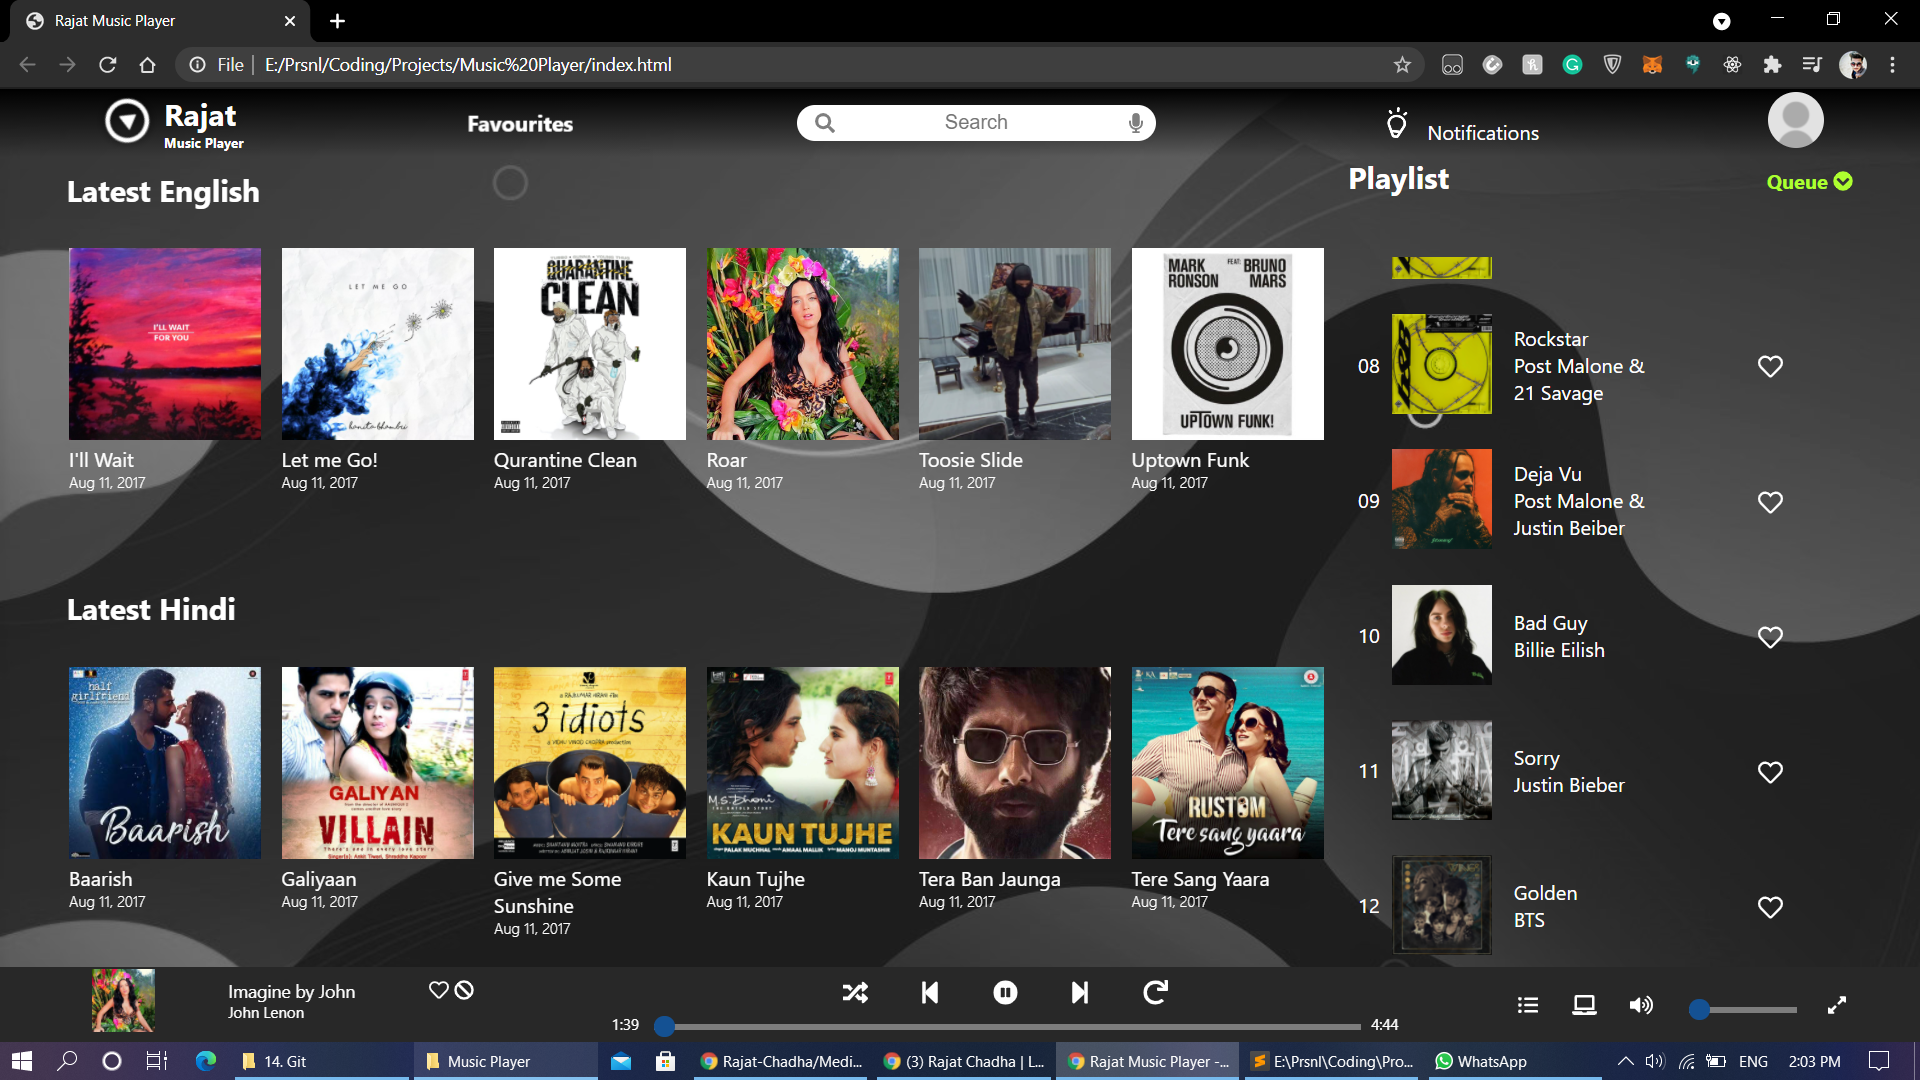 Rajat Music Player
File
E:/Prsnl/Coding/Projects/Music%20Player/index.html
Rajat
Music Player
Favourites
Search
Notifications
Latest English
Playlist
Queue
I'LL WAIT
FOR YOU
LET ME GO
QUARANTINE
CLEAN
MARK RONSON
FEAT: BRUNO MARS
UPTOWN FUNK!
I'll Wait
Aug 11, 2017
Let me Go!
Aug 11, 2017
Qurantine Clean
Aug 11, 2017
Roar
Aug 11, 2017
Toosie Slide
Aug 11, 2017
Uptown Funk
Aug 11, 2017
08
Rockstar
Post Malone &
21 Savage
09
Deja Vu
Post Malone &
Justin Beiber
10
Bad Guy
Billie Eilish
11
Sorry
Justin Bieber
12
Golden
BTS
Latest Hindi
half
girlfriend
Baarish
GALIYAN
VILLAIN
3 idiots
M.S. Dhoni
KAUN TUJHE
RUSTOM
Tere sang yaara
Baarish
Aug 11, 2017
Galiyaan
Aug 11, 2017
Give me Some
Sunshine
Aug 11, 2017
Kaun Tujhe
Aug 11, 2017
Tera Ban Jaunga
Aug 11, 2017
Tere Sang Yaara
Aug 11, 2017
Imagine by John
John Lenon
1:39
4:44
14. Git
Music Player
Rajat-Chadha/Medi...
(3) Rajat Chadha | L...
Rajat Music Player -...
E:\Prsnl\Coding\Pro...
WhatsApp
ENG
2:03 PM